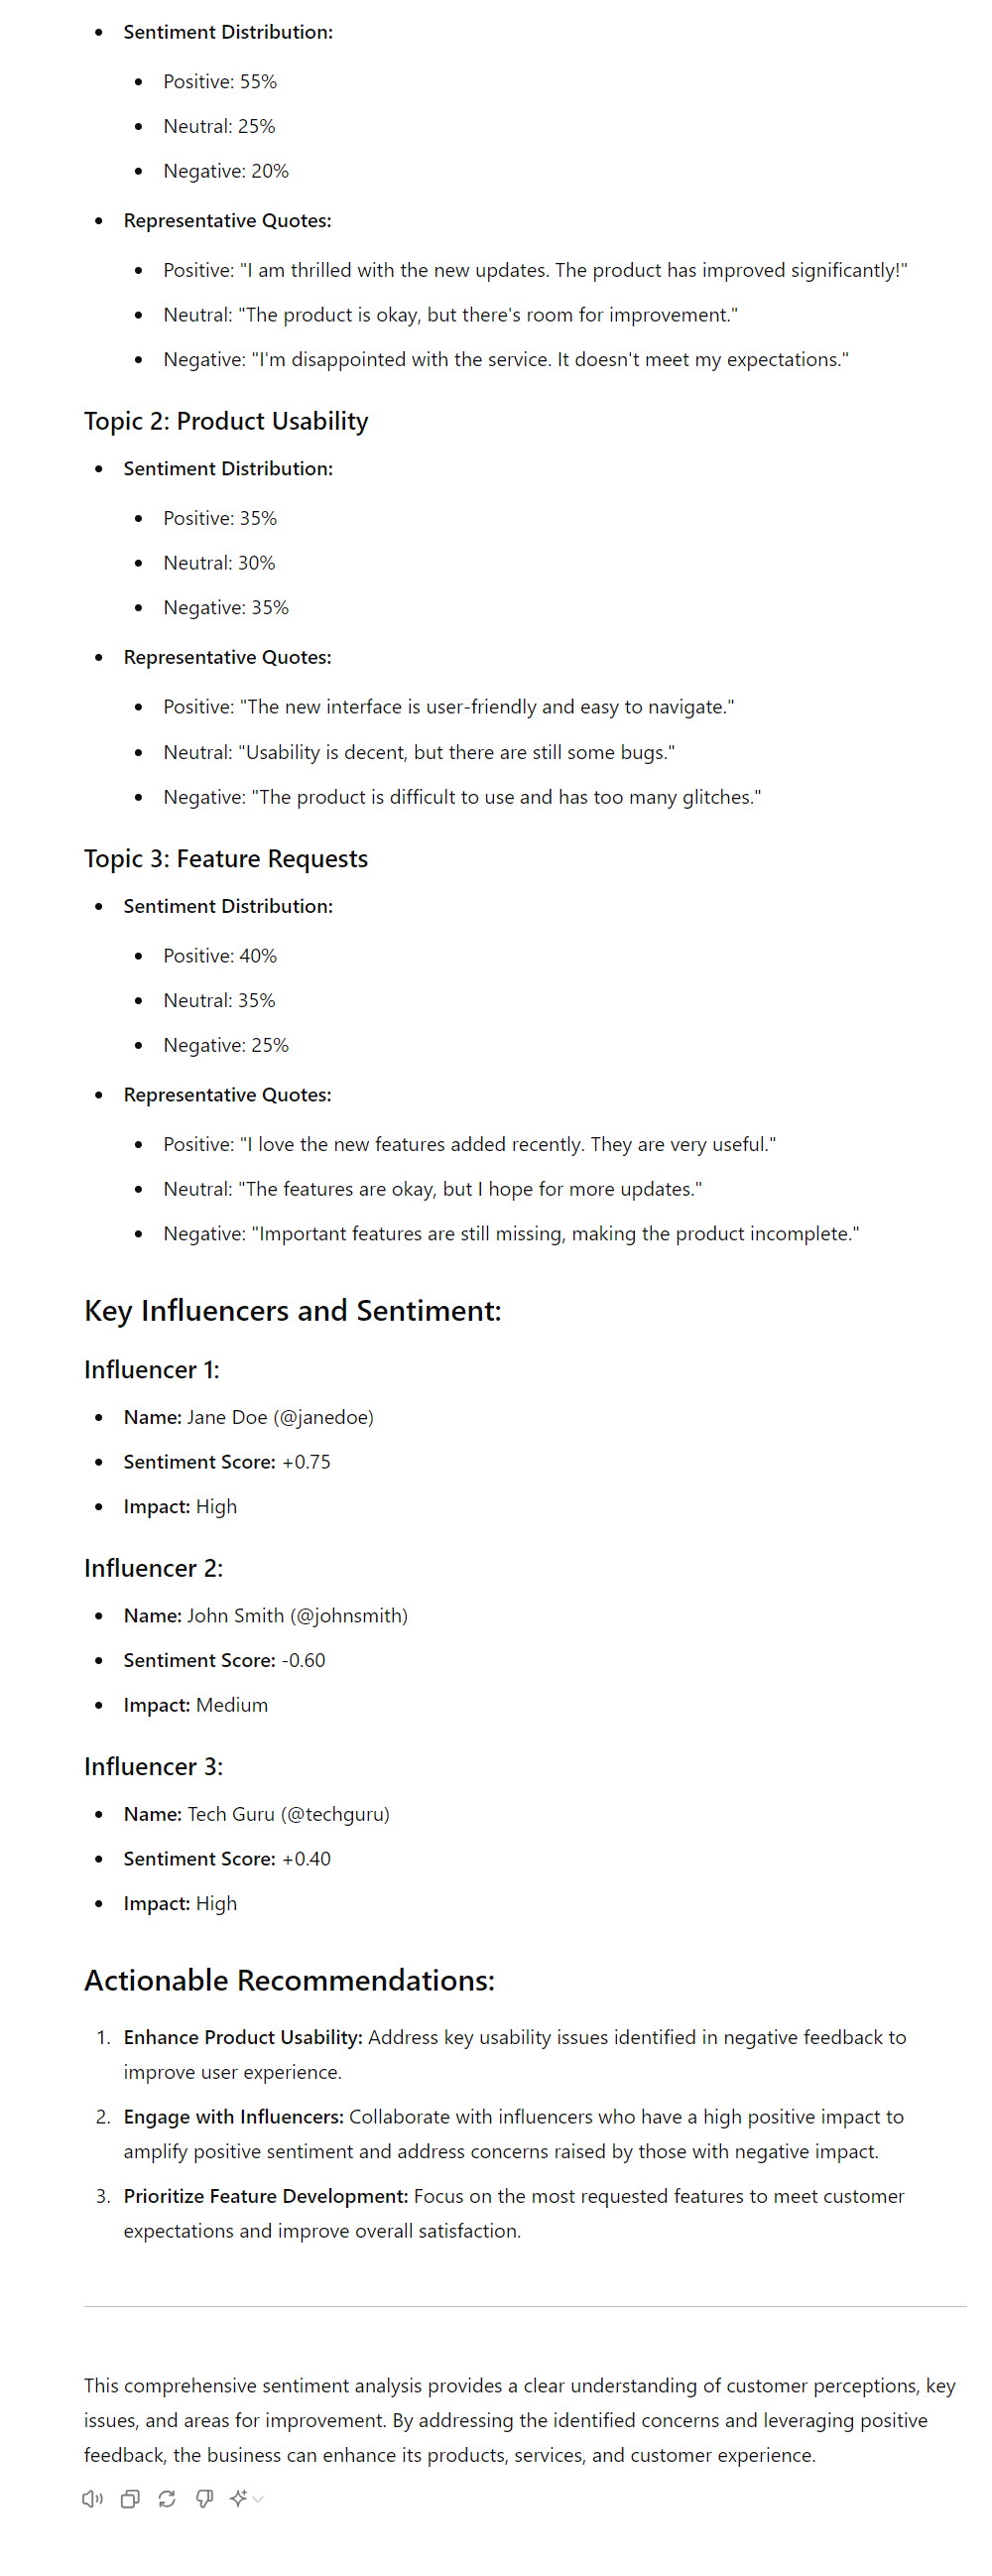 Sentiment Distribution:
Positive: 55%
Neutral: 25%
Negative: 20%
Representative Quotes:
Positive: "I am thrilled with the new updates. The product has improved significantly!"
Neutral: "The product is okay, but there's room for improvement."
Negative: "I'm disappointed with the service. It doesn't meet my expectations."
Topic 2: Product Usability
Sentiment Distribution:
Positive: 35%
Neutral: 30%
Negative: 35%
Representative Quotes:
Positive: "The new interface is user-friendly and easy to navigate."
Neutral: "Usability is decent, but there are still some bugs."
Negative: "The product is difficult to use and has too many glitches."
Topic 3: Feature Requests
Sentiment Distribution:
Positive: 40%
Neutral: 35%
Negative: 25%
Representative Quotes:
Positive: "I love the new features added recently. They are very useful."
Neutral: "The features are okay, but I hope for more updates."
Negative: "Important features are still missing, making the product incomplete."
Key Influencers and Sentiment:
Influencer 1:
Name: Jane Doe (@janedoe)
Sentiment Score: +0.75
Impact: High
Influencer 2:
Name: John Smith (@johnsmith)
Sentiment Score: -0.60
Impact: Medium
Influencer 3:
Name: Tech Guru (@techguru)
Sentiment Score: +0.40
Impact: High
Actionable Recommendations:
1. Enhance Product Usability: Address key usability issues identified in negative feedback to
improve user experience.
2. Engage with Influencers: Collaborate with influencers who have a high positive impact to
amplify positive sentiment and address concerns raised by those with negative impact.
3. Prioritize Feature Development: Focus on the most requested features to meet customer
expectations and improve overall satisfaction.
This comprehensive sentiment analysis provides a clear understanding of customer perceptions, key
issues, and areas for improvement. By addressing the identified concerns and leveraging positive
feedback, the business can enhance its products, services, and customer experience.